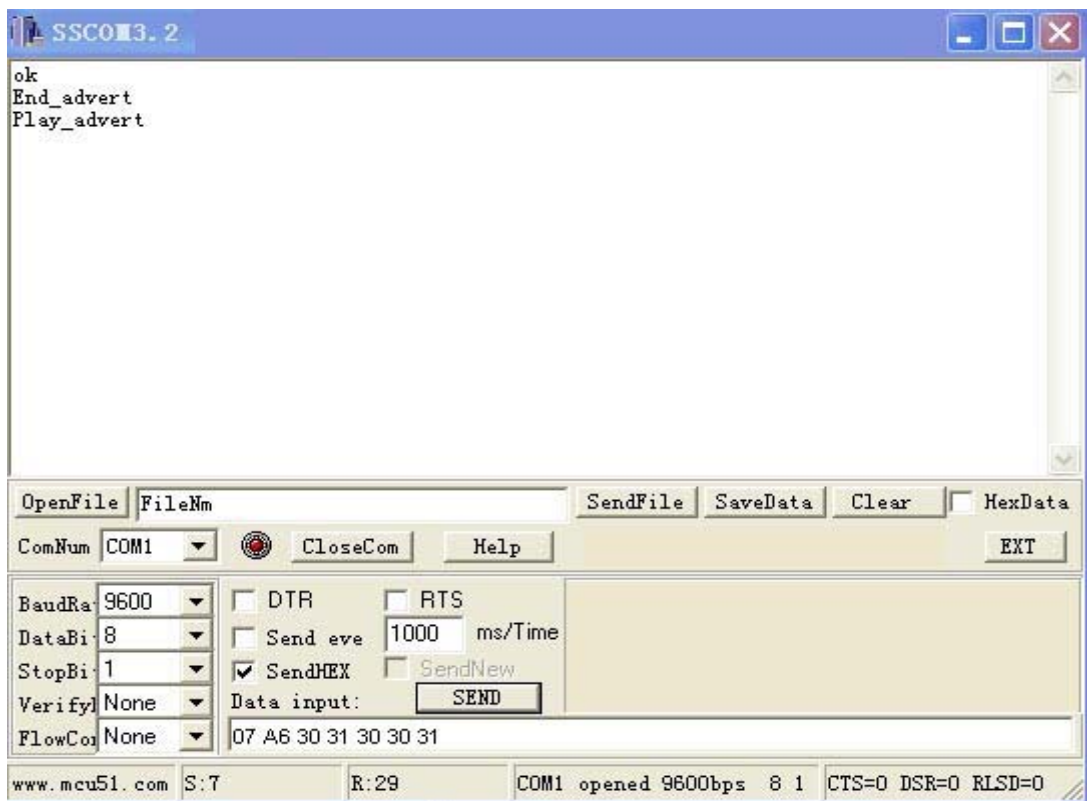 SSCOM3.2
ok
End_advert
Play_advert
OpenFile FileNm SendFile SaveData Clear HexData
ComNum COM1 CloseCom Help EXT
BaudRa 9600 DTR RTS
DataBi 8 Send eve 1000 ms/Time
StopBi 1 SendHEX SendNew
Verify None Data input: SEND
FlowCo None 07 A6 30 31 30 30 31
www.mcu51.com S:7 R:29 COM1 opened 9600bps 8 1 CTS=0 DSR=0 RLSD=0